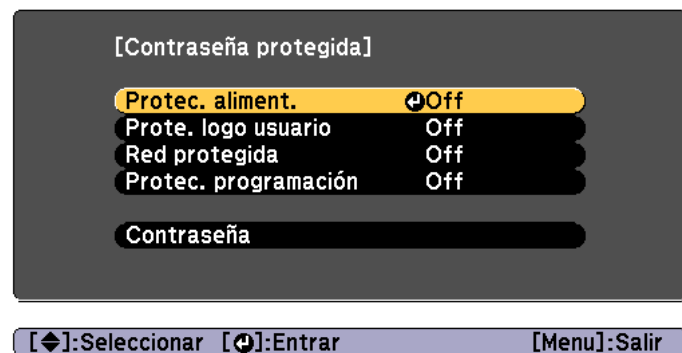 [Contraseña protegida]
Protec. aliment. Off
Prote. logo usuario Off
Red protegida Off
Protec. programación Off
Contraseña
[◆]:Seleccionar [↵]:Entrar [Menu]:Salir